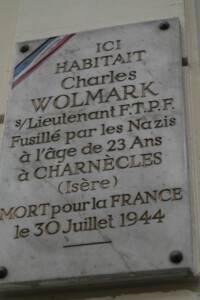 ICI
HABITAIT
Charles
WOLMARK
s/Lieutenant F.T.P.F.
Fusillé par les Nazis
à l'âge de 23 Ans
à CHARNÈCLES
(Isère)
MORT pour la FRANCE
le 30 Juillet 1944